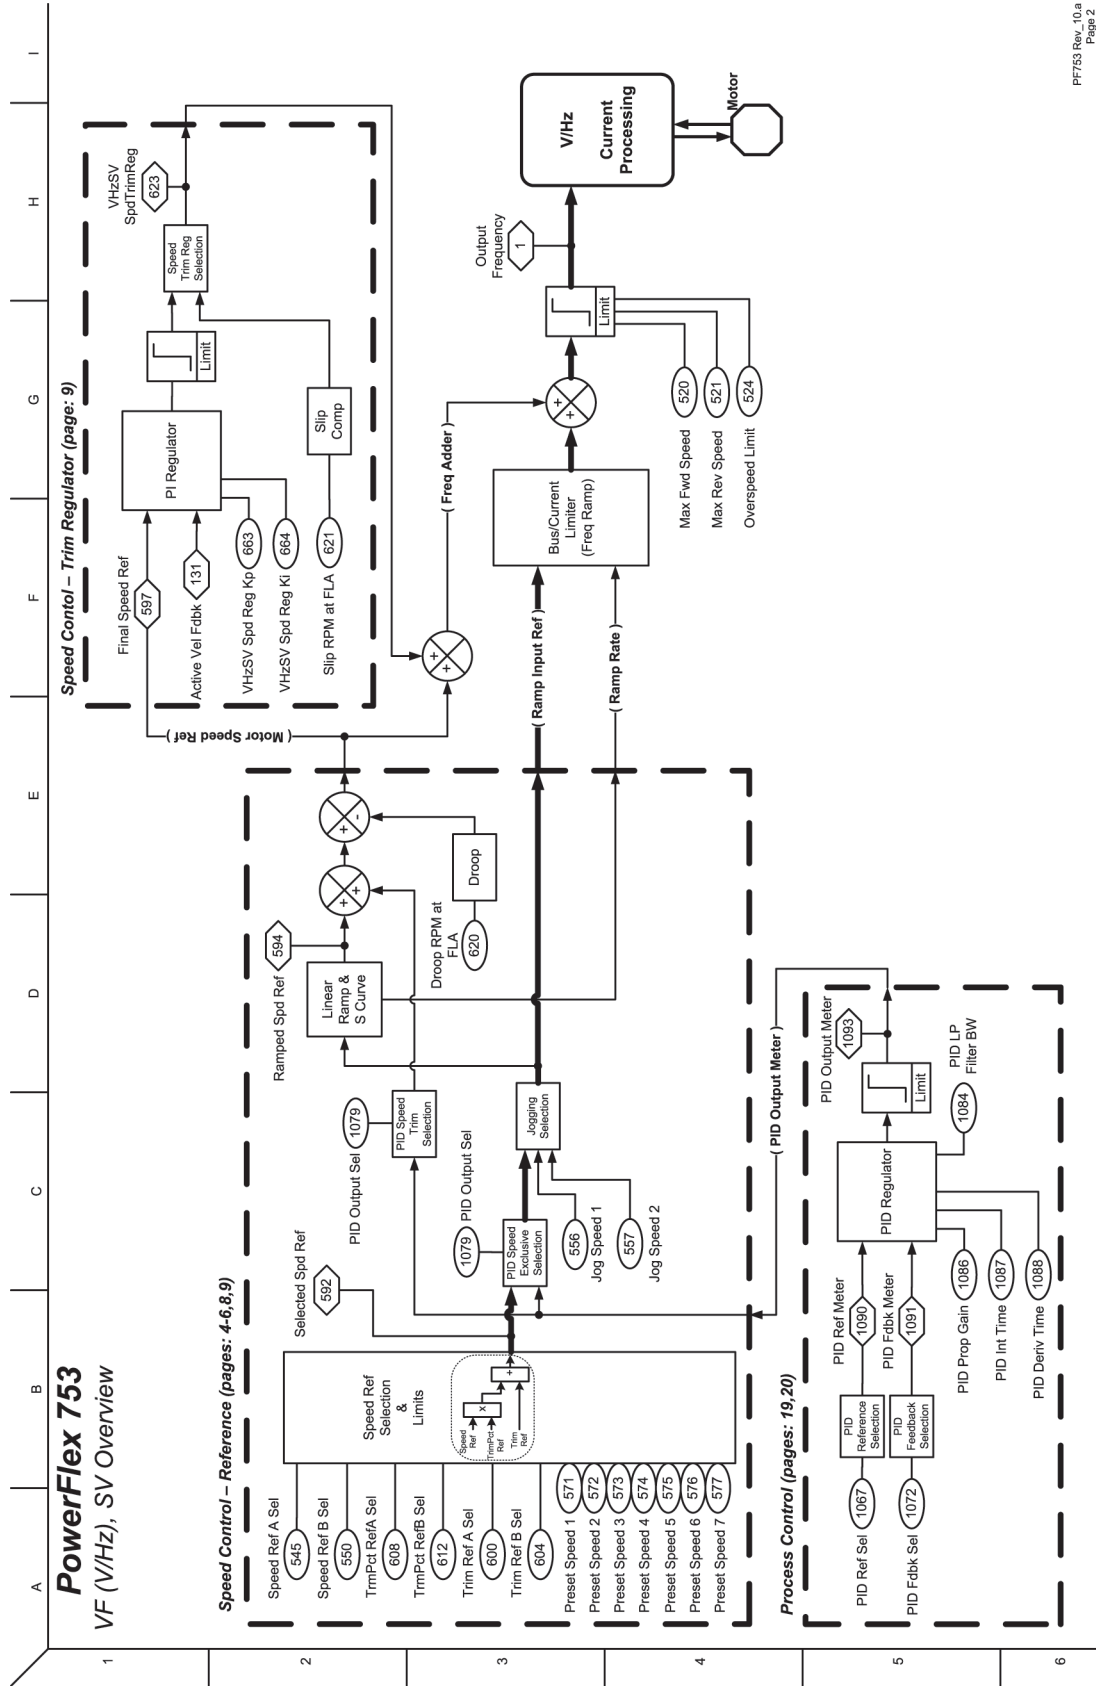 PowerFlex 753
VF (V/Hz), SV Overview
A
B
C
D
E
F
G
H
I
1
2
3
4
5
6
Speed Control – Reference (pages: 4-6,8,9)
Speed Ref A Sel
545
Speed Ref B Sel
550
TrmPct RefA Sel
608
TrmPct RefB Sel
612
Trim Ref A Sel
600
Trim Ref B Sel
604
Preset Speed 1
571
Preset Speed 2
572
Preset Speed 3
573
Preset Speed 4
574
Preset Speed 5
575
Preset Speed 6
576
Preset Speed 7
577
Speed Ref
Selection
&
Limits
Speed
Ref
TrimPct
Ref
Trim
Ref
x
+
Selected Spd Ref
592
PID Output Sel
1079
PID Speed
Exclusive
Selection
PID Output Sel
1079
PID Speed
Trim
Selection
Jogging
Selection
556
Jog Speed 1
557
Jog Speed 2
Ramped Spd Ref
594
Linear
Ramp &
S Curve
+
+
+
-
Droop RPM at
FLA
620
Droop
( Motor Speed Ref )
( Ramp Input Ref )
( Ramp Rate )
( Freq Adder )
+
+
Speed Contol – Trim Regulator (page: 9)
Final Speed Ref
597
Active Vel Fdbk
131
VHzSV Spd Reg Kp
663
VHzSV Spd Reg Ki
664
Slip RPM at FLA
621
PI Regulator
Limit
Slip
Comp
Speed
Trim Reg
Selection
VHzSV
SpdTrimReg
623
Bus/Current
Limiter
(Freq Ramp)
+
+
Limit
Max Fwd Speed
520
Max Rev Speed
521
Overspeed Limit
524
Output
Frequency
1
V/Hz
Current
Processing
Motor
Process Control (pages: 19,20)
PID Ref Sel
1067
PID Fdbk Sel
1072
PID
Reference
Selection
PID
Feedback
Selection
PID Ref Meter
1090
PID Fdbk Meter
1091
PID Prop Gain
1086
PID Int Time
1087
PID Deriv Time
1088
PID Regulator
1084
PID LP
Filter BW
Limit
PID Output Meter
1093
( PID Output Meter )
PF753 Rev_10.a
Page 2